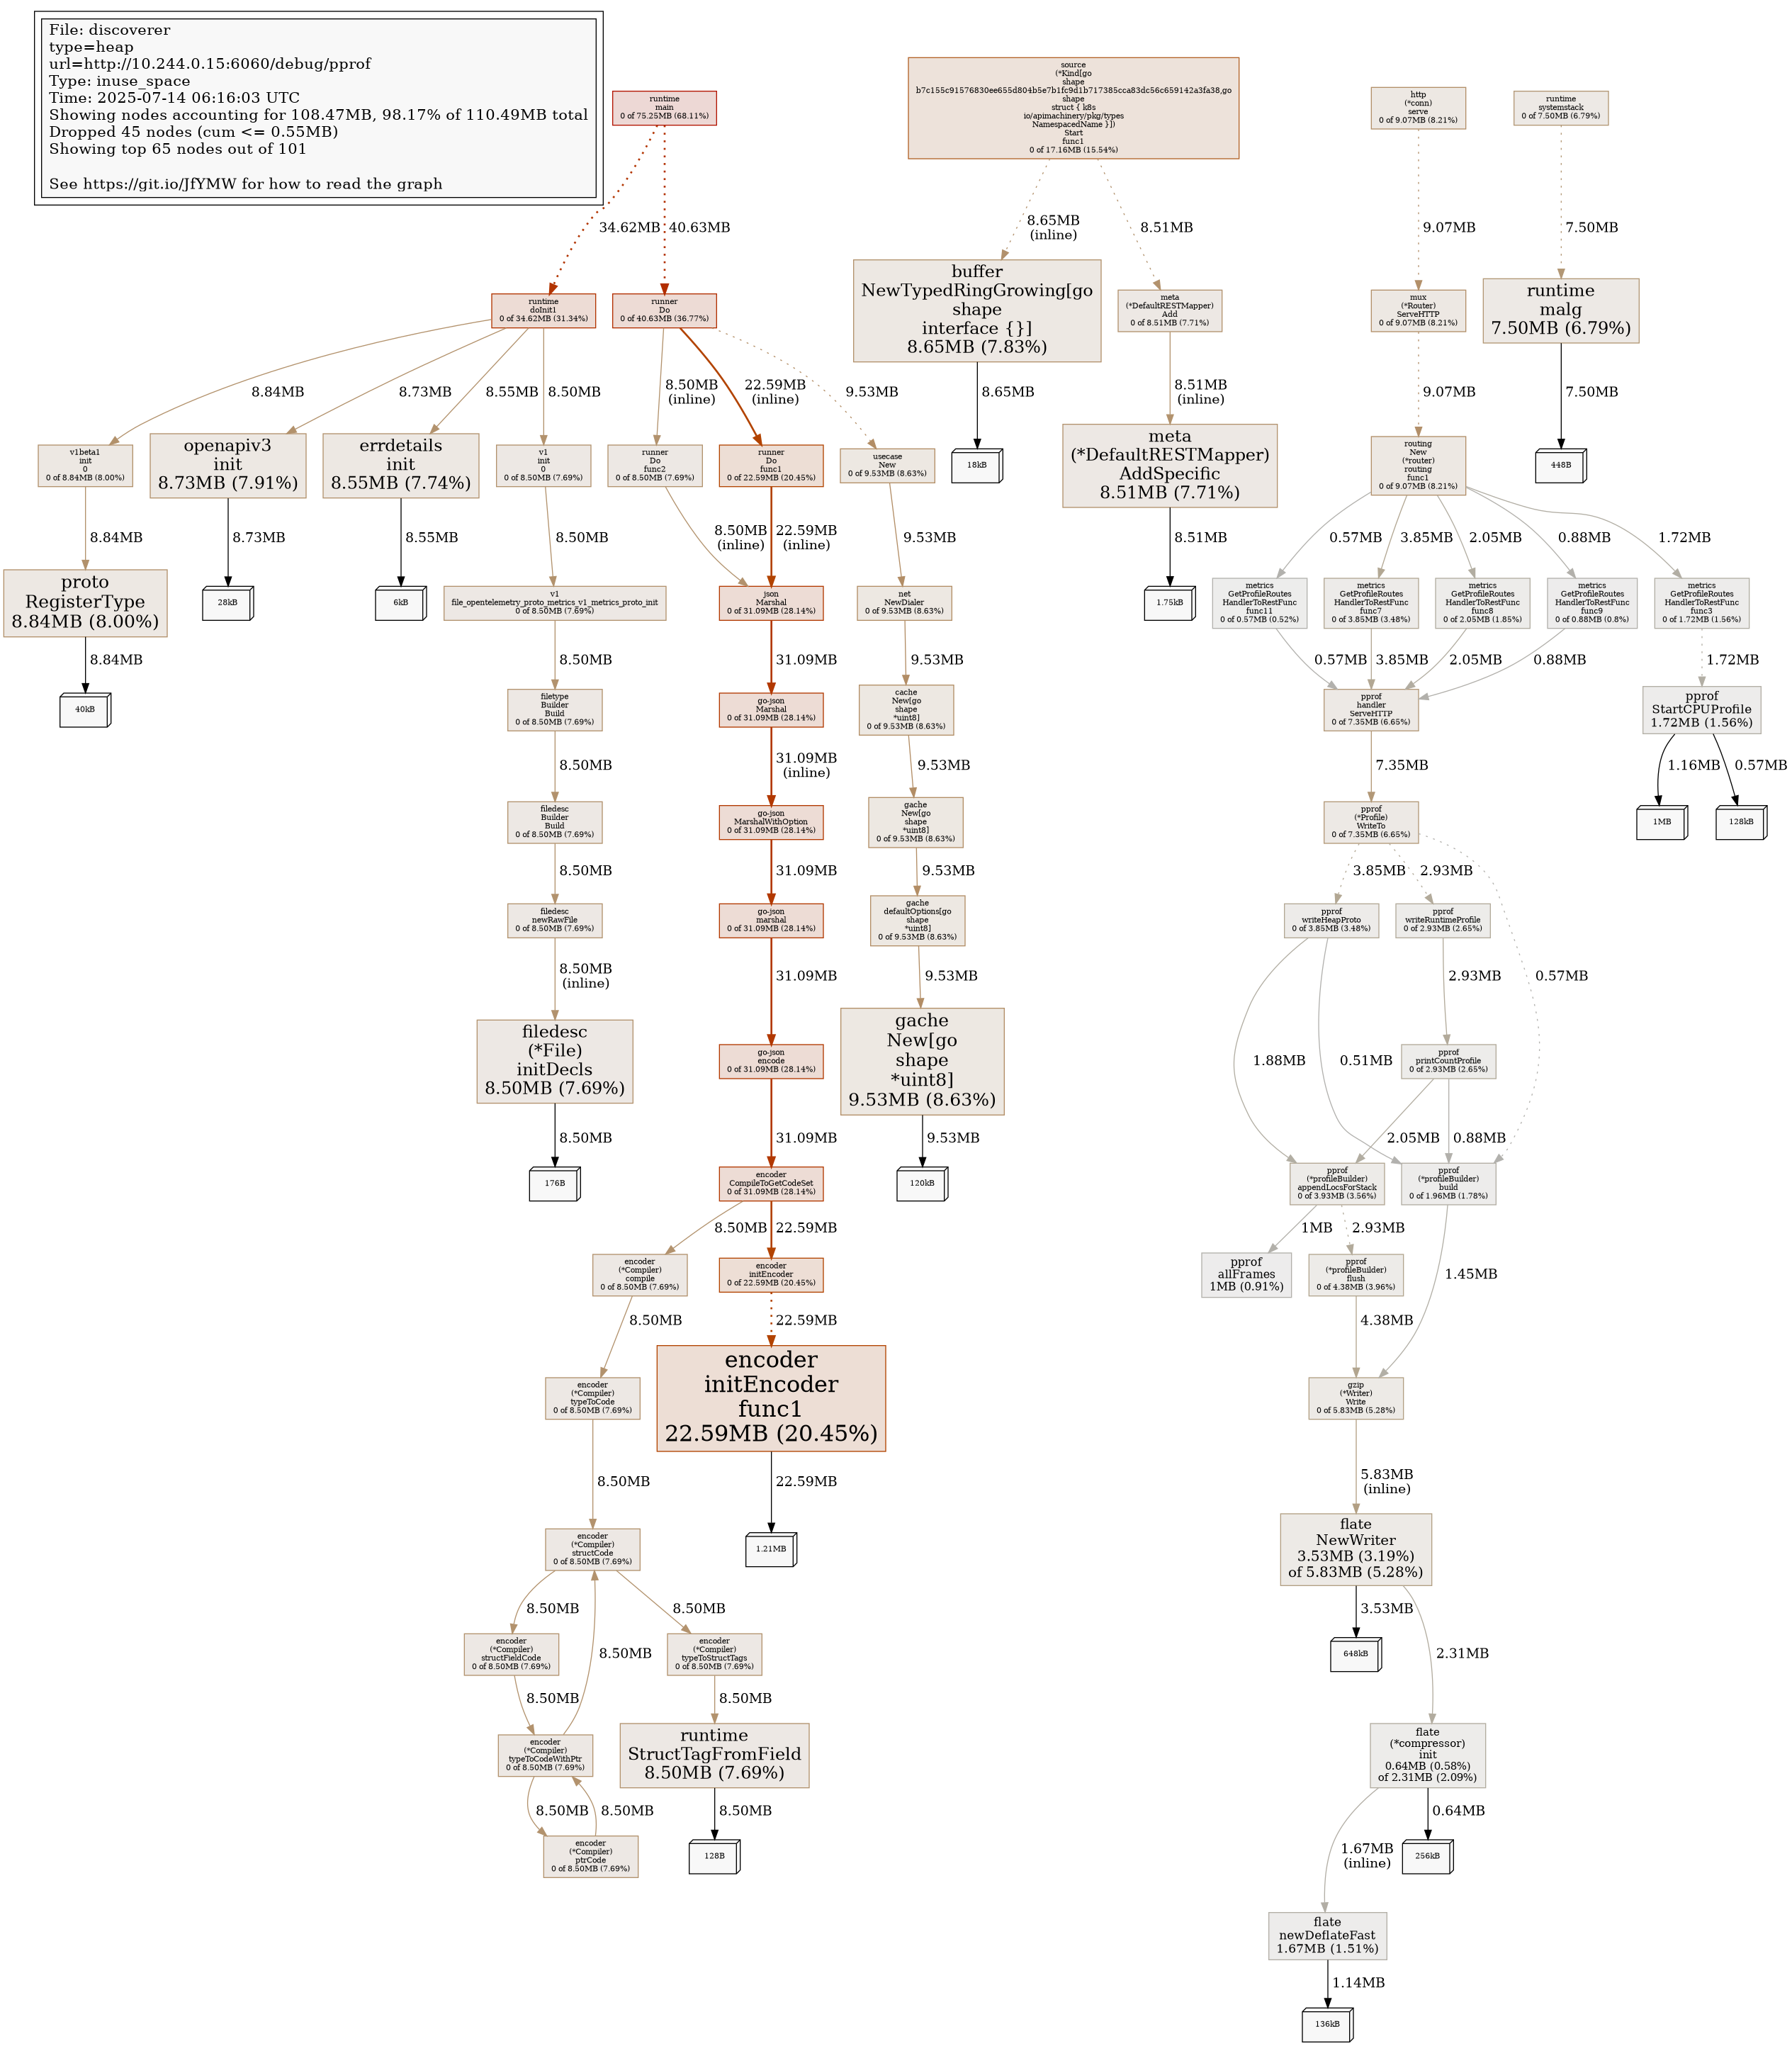 File: discoverer
type=heap
url=http://10.244.0.15:6060/debug/pprof
Type: inuse_space
Time: 2025-07-14 06:16:03 UTC
Showing nodes accounting for 108.47MB, 98.17% of 110.49MB total
Dropped 45 nodes (cum <= 0.55MB)
Showing top 65 nodes out of 101
See https://git.io/JfYMW for how to read the graph
runtime
main
0 of 75.25MB (68.11%)
source
(*Kind[go
shape
b7c155c91576830ee655d804b5e7b1fc9d1b717385cca83dc56c659142a3fa38,go
shape
struct { k8s
io/apimachinery/pkg/types
NamespacedName }])
Start
func1
0 of 17.16MB (15.54%)
http
(*conn)
serve
0 of 9.07MB (8.21%)
runtime
systemstack
0 of 7.50MB (6.79%)
34.62MB
40.63MB
8.65MB
(inline)
8.51MB
9.07MB
7.50MB
runtime
doInit1
0 of 34.62MB (31.34%)
runner
Do
0 of 40.63MB (36.77%)
buffer
NewTypedRingGrowing[go
shape
interface {}]
8.65MB (7.83%)
meta
(*DefaultRESTMapper)
Add
0 of 8.51MB (7.71%)
mux
(*Router)
ServeHTTP
0 of 9.07MB (8.21%)
runtime
malg
7.50MB (6.79%)
8.84MB
8.73MB
8.55MB
8.50MB
8.50MB
(inline)
22.59MB
(inline)
9.53MB
8.65MB
8.51MB
(inline)
9.07MB
7.50MB
v1beta1
init
0
0 of 8.84MB (8.00%)
openapiv3
init
8.73MB (7.91%)
errdetails
init
8.55MB (7.74%)
v1
init
0
0 of 8.50MB (7.69%)
runner
Do
func2
0 of 8.50MB (7.69%)
runner
Do
func1
0 of 22.59MB (20.45%)
usecase
New
0 of 9.53MB (8.63%)
18kB
meta
(*DefaultRESTMapper)
AddSpecific
8.51MB (7.71%)
routing
New
(*router)
routing
func1
0 of 9.07MB (8.21%)
448B
8.84MB
8.73MB
8.55MB
8.50MB
8.50MB
(inline)
22.59MB
(inline)
9.53MB
8.51MB
0.57MB
3.85MB
2.05MB
0.88MB
1.72MB
proto
RegisterType
8.84MB (8.00%)
28kB
6kB
v1
file_opentelemetry_proto_metrics_v1_metrics_proto_init
0 of 8.50MB (7.69%)
json
Marshal
0 of 31.09MB (28.14%)
net
NewDialer
0 of 9.53MB (8.63%)
1.75kB
metrics
GetProfileRoutes
HandlerToRestFunc
func11
0 of 0.57MB (0.52%)
metrics
GetProfileRoutes
HandlerToRestFunc
func7
0 of 3.85MB (3.48%)
metrics
GetProfileRoutes
HandlerToRestFunc
func8
0 of 2.05MB (1.85%)
metrics
GetProfileRoutes
HandlerToRestFunc
func9
0 of 0.88MB (0.8%)
metrics
GetProfileRoutes
HandlerToRestFunc
func3
0 of 1.72MB (1.56%)
8.84MB
8.50MB
31.09MB
9.53MB
0.57MB
3.85MB
2.05MB
0.88MB
1.72MB
40kB
filetype
Builder
Build
0 of 8.50MB (7.69%)
go-json
Marshal
0 of 31.09MB (28.14%)
cache
New[go
shape
*uint8]
0 of 9.53MB (8.63%)
pprof
handler
ServeHTTP
0 of 7.35MB (6.65%)
pprof
StartCPUProfile
1.72MB (1.56%)
8.50MB
31.09MB
(inline)
9.53MB
7.35MB
1.16MB
0.57MB
filedesc
Builder
Build
0 of 8.50MB (7.69%)
go-json
MarshalWithOption
0 of 31.09MB (28.14%)
gache
New[go
shape
*uint8]
0 of 9.53MB (8.63%)
pprof
(*Profile)
WriteTo
0 of 7.35MB (6.65%)
1MB
128kB
8.50MB
31.09MB
9.53MB
3.85MB
2.93MB
filedesc
newRawFile
0 of 8.50MB (7.69%)
go-json
marshal
0 of 31.09MB (28.14%)
gache
defaultOptions[go
shape
*uint8]
0 of 9.53MB (8.63%)
pprof
writeHeapProto
0 of 3.85MB (3.48%)
pprof
writeRuntimeProfile
0 of 2.93MB (2.65%)
8.50MB
(inline)
31.09MB
9.53MB
2.93MB
0.57MB
filedesc
(*File)
initDecls
8.50MB (7.69%)
go-json
encode
0 of 31.09MB (28.14%)
gache
New[go
shape
*uint8]
9.53MB (8.63%)
1.88MB
0.51MB
pprof
printCountProfile
0 of 2.93MB (2.65%)
8.50MB
31.09MB
9.53MB
2.05MB
0.88MB
176B
encoder
CompileToGetCodeSet
0 of 31.09MB (28.14%)
120kB
pprof
(*profileBuilder)
appendLocsForStack
0 of 3.93MB (3.56%)
pprof
(*profileBuilder)
build
0 of 1.96MB (1.78%)
8.50MB
22.59MB
1MB
2.93MB
encoder
(*Compiler)
compile
0 of 8.50MB (7.69%)
encoder
initEncoder
0 of 22.59MB (20.45%)
pprof
allFrames
1MB (0.91%)
pprof
(*profileBuilder)
flush
0 of 4.38MB (3.96%)
1.45MB
8.50MB
22.59MB
4.38MB
encoder
(*Compiler)
typeToCode
0 of 8.50MB (7.69%)
encoder
initEncoder
func1
22.59MB (20.45%)
gzip
(*Writer)
Write
0 of 5.83MB (5.28%)
8.50MB
22.59MB
5.83MB
(inline)
encoder
(*Compiler)
structCode
0 of 8.50MB (7.69%)
1.21MB
flate
NewWriter
3.53MB (3.19%)
of 5.83MB (5.28%)
8.50MB
8.50MB
3.53MB
encoder
(*Compiler)
structFieldCode
0 of 8.50MB (7.69%)
8.50MB
encoder
(*Compiler)
typeToStructTags
0 of 8.50MB (7.69%)
648kB
2.31MB
8.50MB
8.50MB
encoder
(*Compiler)
typeToCodeWithPtr
0 of 8.50MB (7.69%)
runtime
StructTagFromField
8.50MB (7.69%)
flate
(*compressor)
init
0.64MB (0.58%)
of 2.31MB (2.09%)
8.50MB
8.50MB
8.50MB
0.64MB
encoder
(*Compiler)
ptrCode
0 of 8.50MB (7.69%)
128B
1.67MB
(inline)
256kB
flate
newDeflateFast
1.67MB (1.51%)
1.14MB
136kB